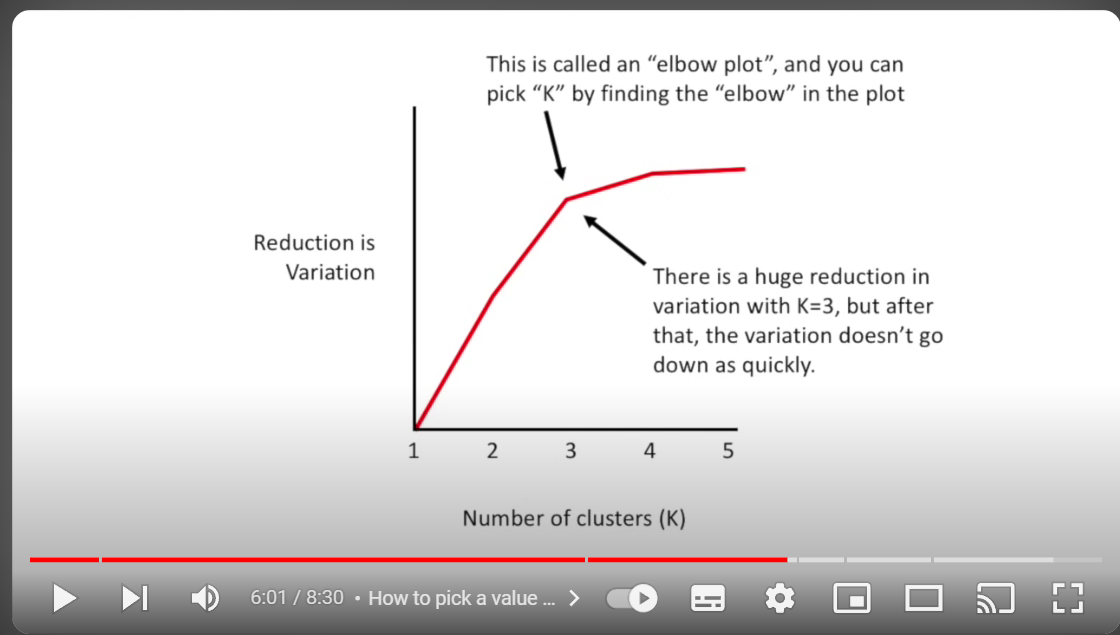 This is called an “elbow plot”, and you can
pick “K” by finding the “elbow” in the plot
Reduction is
Variation
There is a huge reduction in
variation with K=3, but after
that, the variation doesn’t go
down as quickly.
1 2 3 4 5
Number of clusters (K)
6:01 / 8:30 • How to pick a value ...